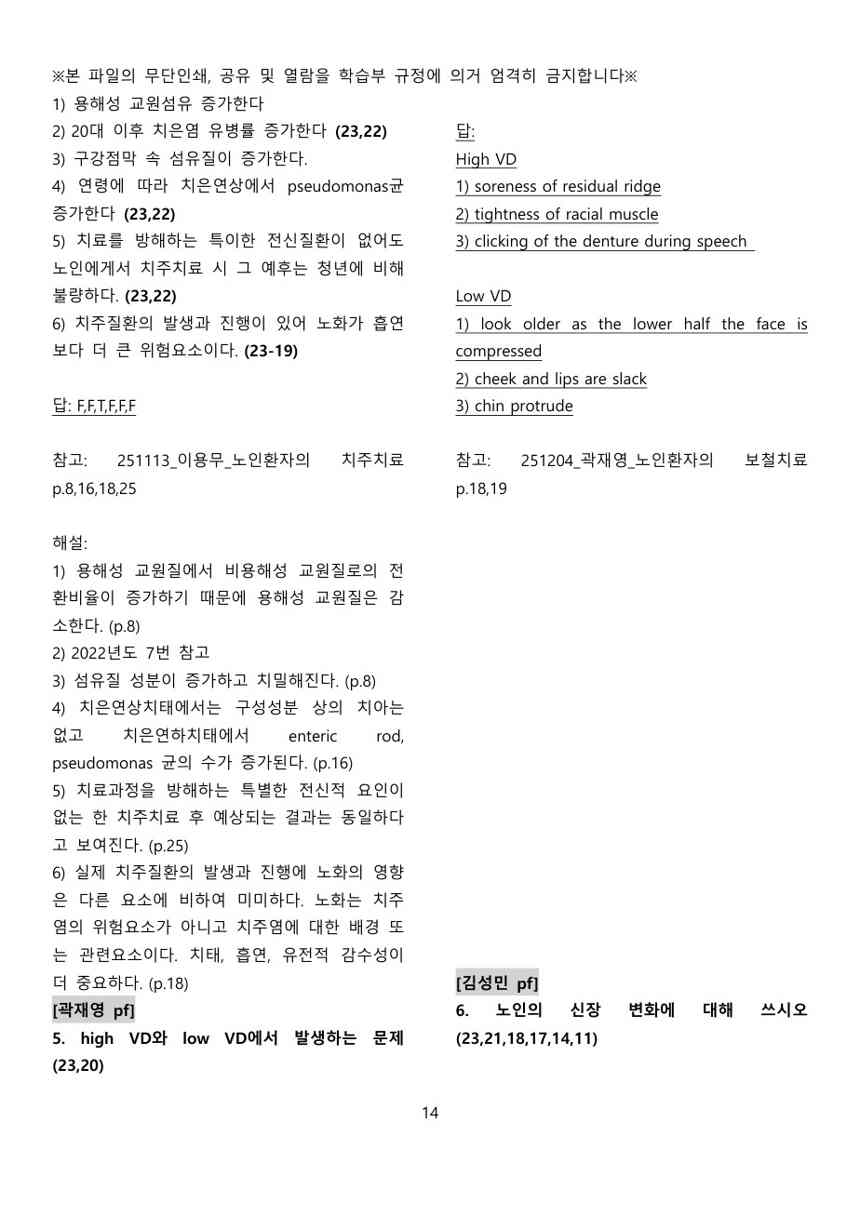 ※본 파일의 무단인쇄, 공유 및 열람을 학습부 규정에 의거 엄격히 금지합니다※
1) 용해성 교원섬유 증가한다
2) 20대 이후 치은염 유병률 증가한다 (23,22)
3) 구강점막 속 섬유질이 증가한다.
4) 연령에 따라 치은연상에서 pseudomonas균
증가한다 (23,22)
5) 치료를 방해하는 특이한 전신질환이 없어도
노인에게서 치주치료 시 그 예후는 청년에 비해
불량하다. (23,22)
6) 치주질환의 발생과 진행이 있어 노화가 흡연
보다 더 큰 위험요소이다. (23-19)
답: F,F,T,F,F,F
참고: 251113_이용무_노인환자의 치주치료
p.8,16,18,25
해설:
1) 용해성 교원질에서 비용해성 교원질로의 전
환비율이 증가하기 때문에 용해성 교원질은 감
소한다. (p.8)
2) 2022년도 7번 참고
3) 섬유질 성분이 증가하고 치밀해진다. (p.8)
4) 치은연상치태에서는 구성성분 상의 치아는
없고 치은연하치태에서 enteric rod,
pseudomonas 균의 수가 증가된다. (p.16)
5) 치료과정을 방해하는 특별한 전신적 요인이
없는 한 치주치료 후 예상되는 결과는 동일하다
고 보여진다. (p.25)
6) 실제 치주질환의 발생과 진행에 노화의 영향
은 다른 요소에 비하여 미미하다. 노화는 치주
염의 위험요소가 아니고 치주염에 대한 배경 또
는 관련요소이다. 치태, 흡연, 유전적 감수성이
더 중요하다. (p.18)
[곽재영 pf]
5. high VD와 low VD에서 발생하는 문제
(23,20)
답:
High VD
1) soreness of residual ridge
2) tightness of racial muscle
3) clicking of the denture during speech
Low VD
1) look older as the lower half the face is
compressed
2) cheek and lips are slack
3) chin protrude
참고: 251204_곽재영_노인환자의 보철치료
p.18,19
[김성민 pf]
6. 노인의 신장 변화에 대해 쓰시오
(23,21,18,17,14,11)
14